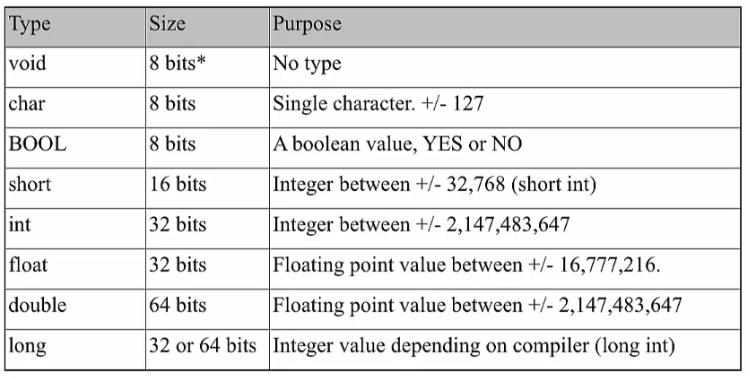 Type Size Purpose
void 8 bits* No type
char 8 bits Single character. +/- 127
BOOL 8 bits A boolean value, YES or NO
short 16 bits Integer between +/- 32,768 (short int)
int 32 bits Integer between +/- 2,147,483,647
float 32 bits Floating point value between +/- 16,777,216.
double 64 bits Floating point value between +/- 2,147,483,647
long 32 or 64 bits Integer value depending on compiler (long int)